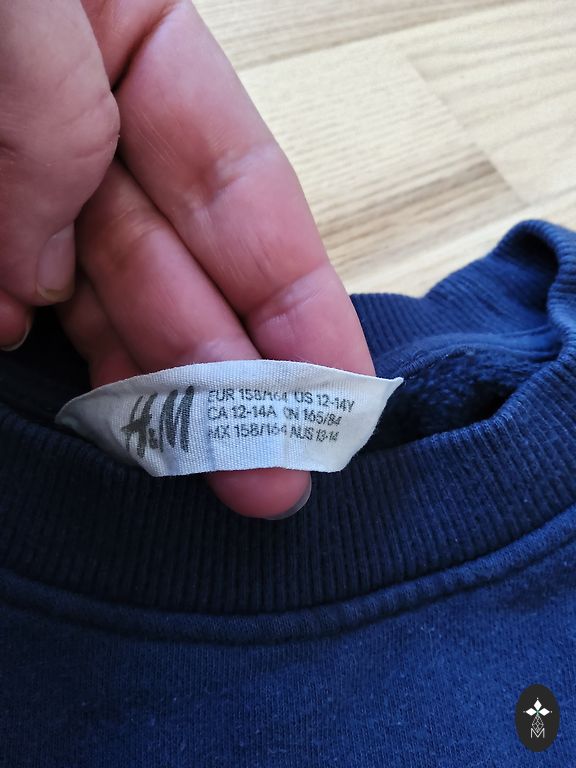 H&M
EUR 158/164 US 12-14Y
CA 12-14A CN 165/84
MX 158/164 AUS 13-14
M